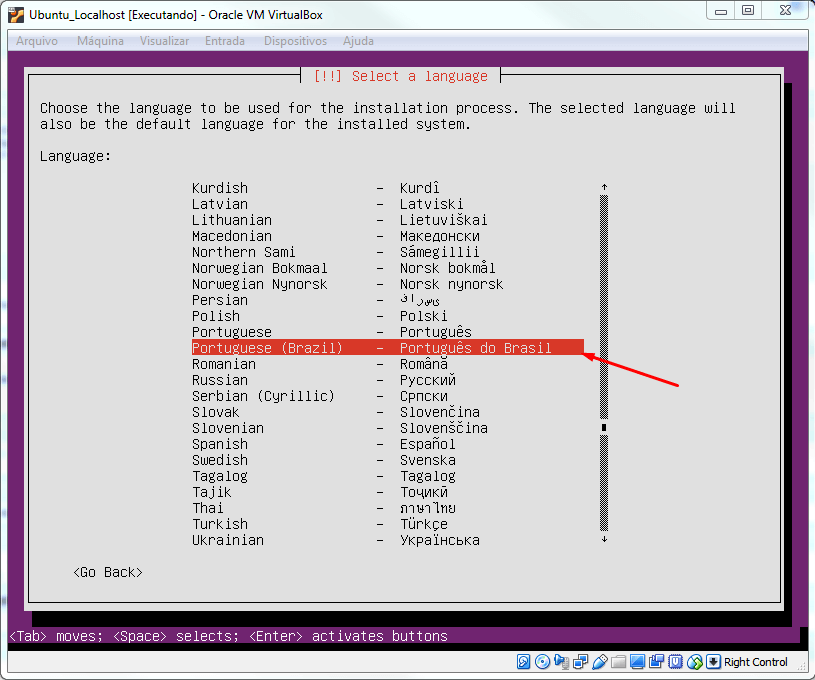 Ubuntu_Localhost [Executando] - Oracle VM VirtualBox
Arquivo Máquina Visualizar Entrada Dispositivos Ajuda
[!!] Select a language
Choose the language to be used for the installation process. The selected language will
also be the default language for the installed system.
Language:
Kurdish - Kurdî
Latvian - Latviski
Lithuanian - Lietuviškai
Macedonian - Македонски
Northern Sami - Sámegillii
Norwegian Bokmaal - Norsk bokmål
Norwegian Nynorsk - Norsk nynorsk
Persian - ﻓﺎﺭﺳﯽ
Polish - Polski
Portuguese - Português
Portuguese (Brazil) - Português do Brasil
Romanian - Română
Russian - Русский
Serbian (Cyrillic) - Српски
Slovak - Slovenčina
Slovenian - Slovenščina
Spanish - Español
Swedish - Svenska
Tagalog - Tagalog
Tajik - Тоҷикӣ
Thai - ภาษาไทย
Turkish - Türkçe
Ukrainian - Українська
<Go Back>
<Tab> moves; <Space> selects; <Enter> activates buttons
Right Control